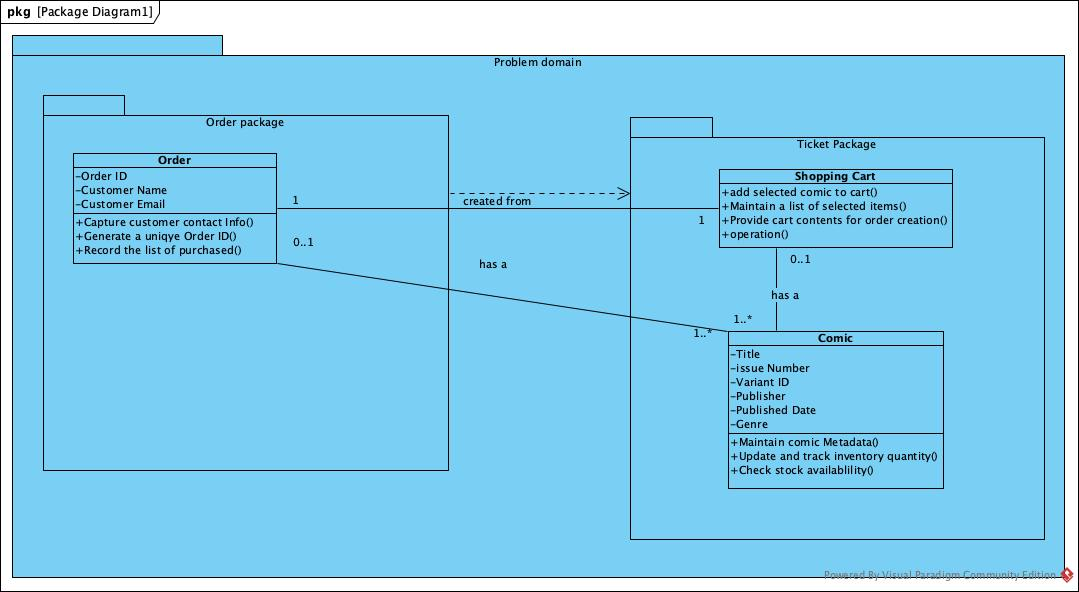 pkg [Package Diagram1]
Problem domain
Order package
Ticket Package
Order
-Order ID
-Customer Name
-Customer Email
+Capture customer contact Info()
+Generate a uniqye Order ID()
+Record the list of purchased()
Shopping Cart
+add selected comic to cart()
+Maintain a list of selected items()
+Provide cart contents for order creation()
+operation()
1
created from
1
0..1
has a
1..*
0..1
has a
1..*
Comic
-Title
-issue Number
-Variant ID
-Publisher
-Published Date
-Genre
+Maintain comic Metadata()
+Update and track inventory quantity()
+Check stock availablility()
Powered By Visual Paradigm Community Edition